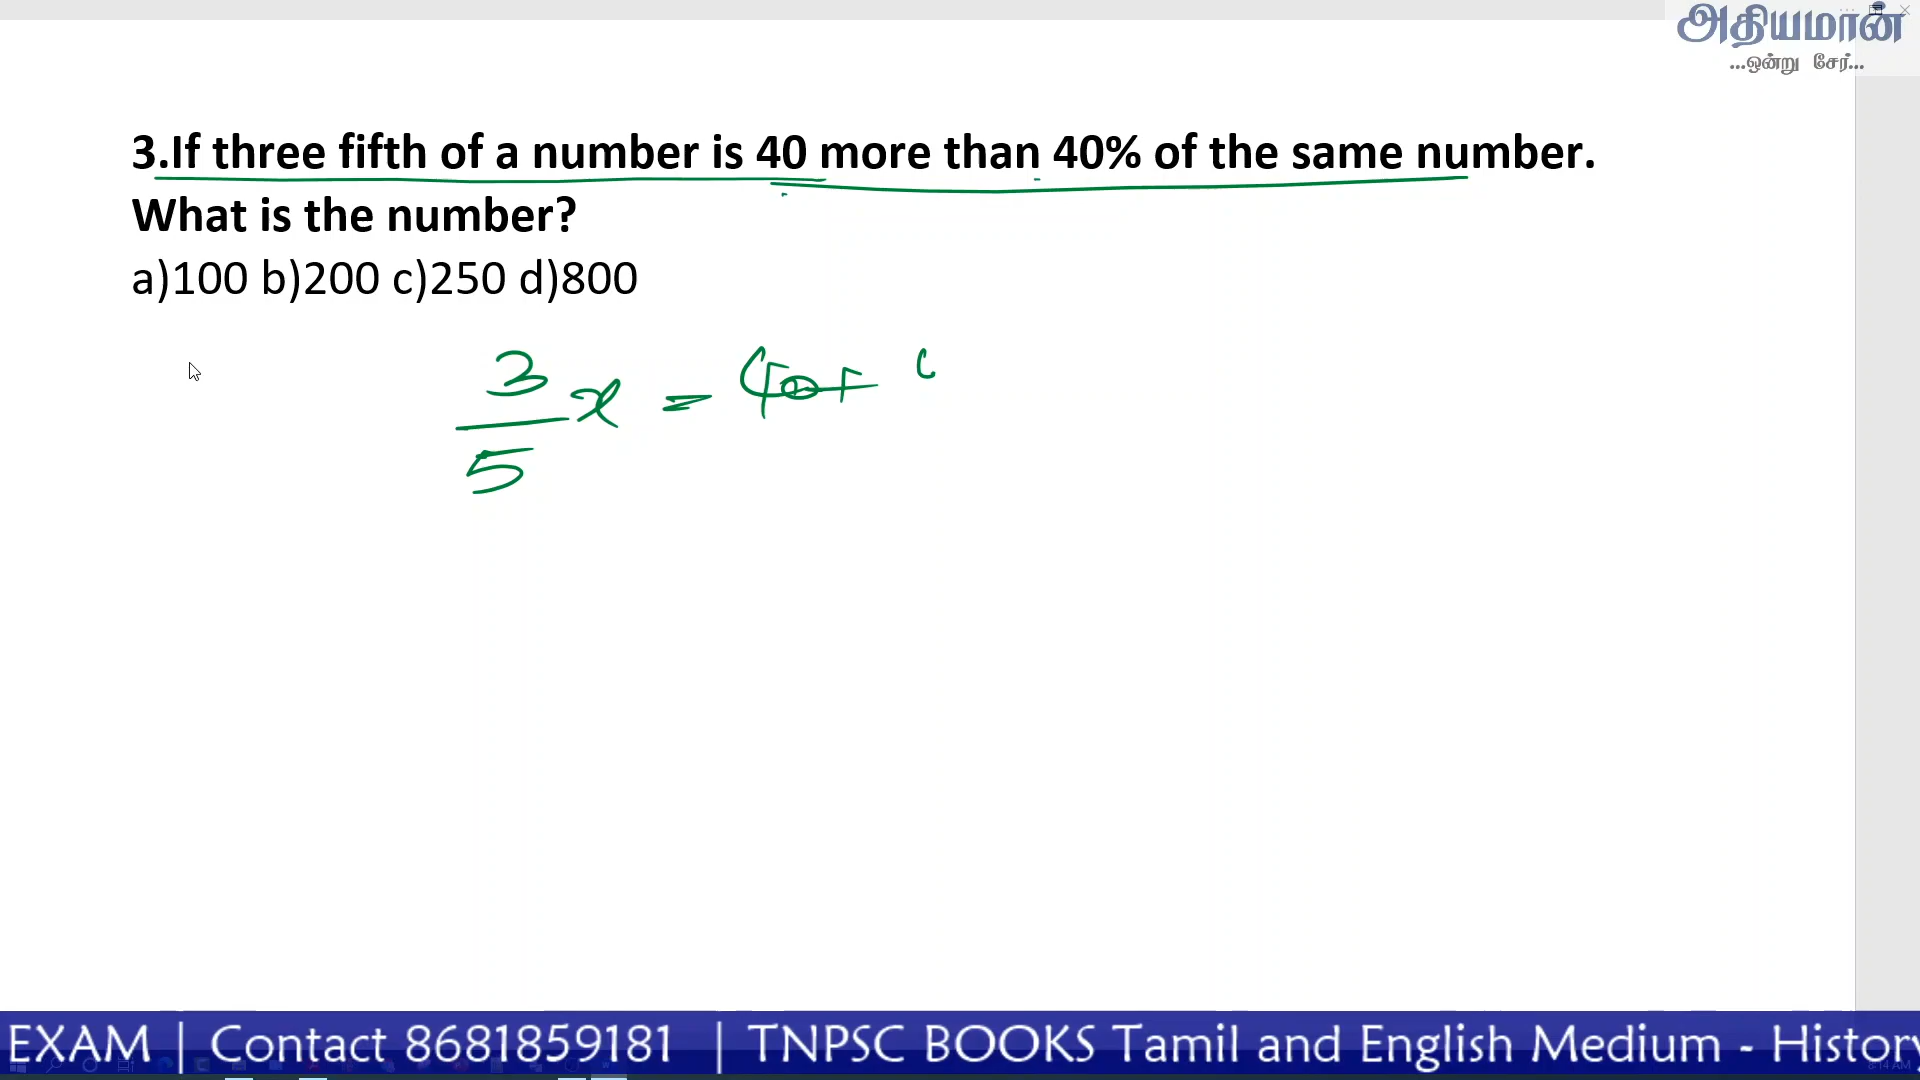 அதியமான்
...ஒன்று சேர்...
3.If three fifth of a number is 40 more than 40% of the same number.
What is the number?
a)100 b)200 c)250 d)800
3/5 x = 40+
EXAM | Contact 8681859181 | TNPSC BOOKS Tamil and English Medium - History